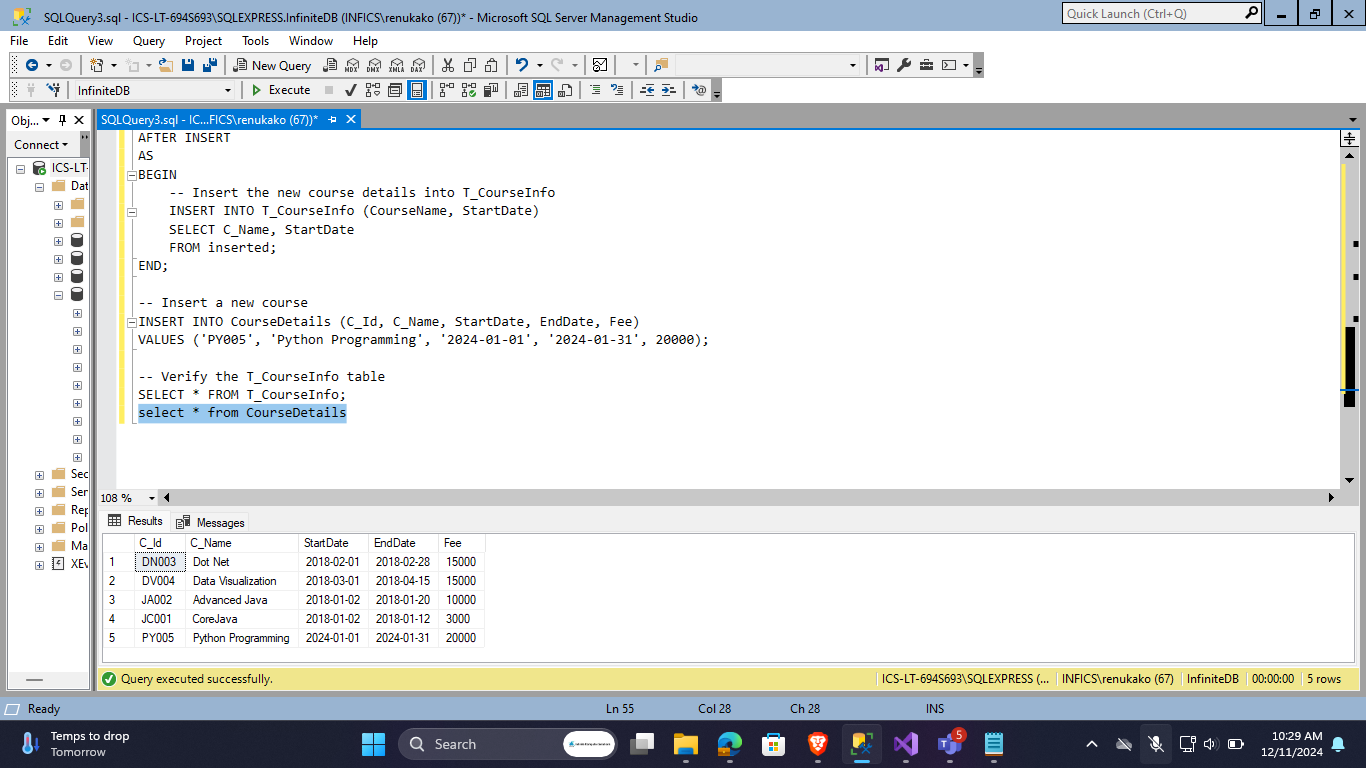 SQLQuery3.sql - ICS-LT-694S693\SQLEXPRESS.InfiniteDB (INFICS\renukako (67))* - Microsoft SQL Server Management Studio
Quick Launch (Ctrl+Q)
File Edit View Query Project Tools Window Help
New Query MDX DMX XMLA DAX
InfiniteDB Execute
Obj...
SQLQuery3.sql - IC...FICS\renukako (67))*
Connect
ICS-LT-
Dat
Sec
Ser
Rep
Pol
Ma
XEv
AFTER INSERT
AS
BEGIN
-- Insert the new course details into T_CourseInfo
INSERT INTO T_CourseInfo (CourseName, StartDate)
SELECT C_Name, StartDate
FROM inserted;
END;
-- Insert a new course
INSERT INTO CourseDetails (C_Id, C_Name, StartDate, EndDate, Fee)
VALUES ('PY005', 'Python Programming', '2024-01-01', '2024-01-31', 20000);
-- Verify the T_CourseInfo table
SELECT * FROM T_CourseInfo;
select * from CourseDetails
108 %
Results Messages
C_Id C_Name StartDate EndDate Fee
1 DN003 Dot Net 2018-02-01 2018-02-28 15000
2 DV004 Data Visualization 2018-03-01 2018-04-15 15000
3 JA002 Advanced Java 2018-01-02 2018-01-20 10000
4 JC001 CoreJava 2018-01-02 2018-01-12 3000
5 PY005 Python Programming 2024-01-01 2024-01-31 20000
Query executed successfully. ICS-LT-694S693\SQLEXPRESS (... INFICS\renukako (67) InfiniteDB 00:00:00 5 rows
Ready Ln 55 Col 28 Ch 28 INS
Temps to drop
Tomorrow
Search
5
10:29 AM
12/11/2024